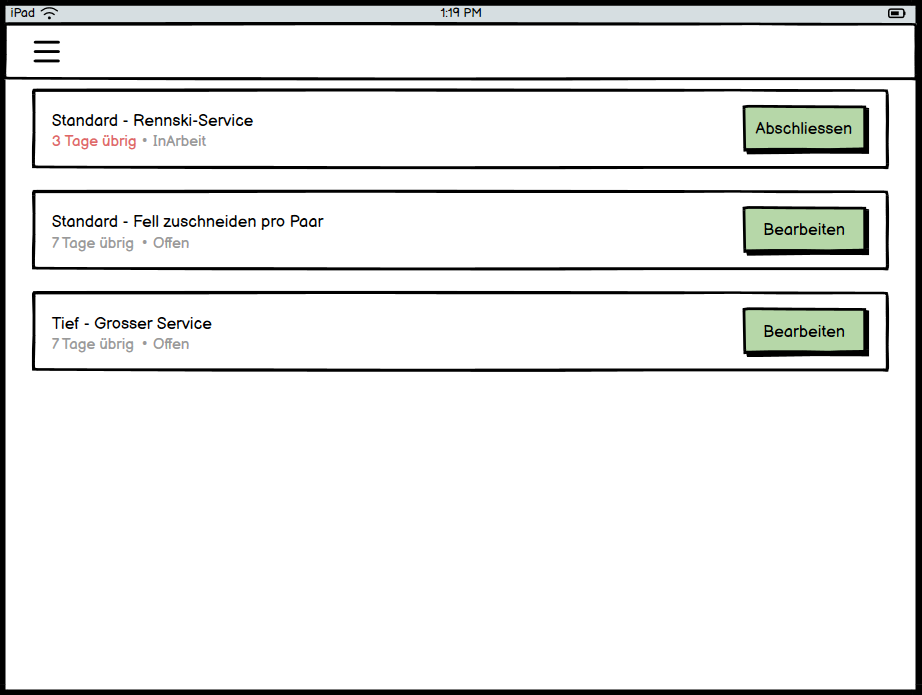 iPad 1:19 PM
Standard - Rennski-Service
3 Tage übrig • InArbeit
Abschliessen
Standard - Fell zuschneiden pro Paar
7 Tage übrig • Offen
Bearbeiten
Tief - Grosser Service
7 Tage übrig • Offen
Bearbeiten